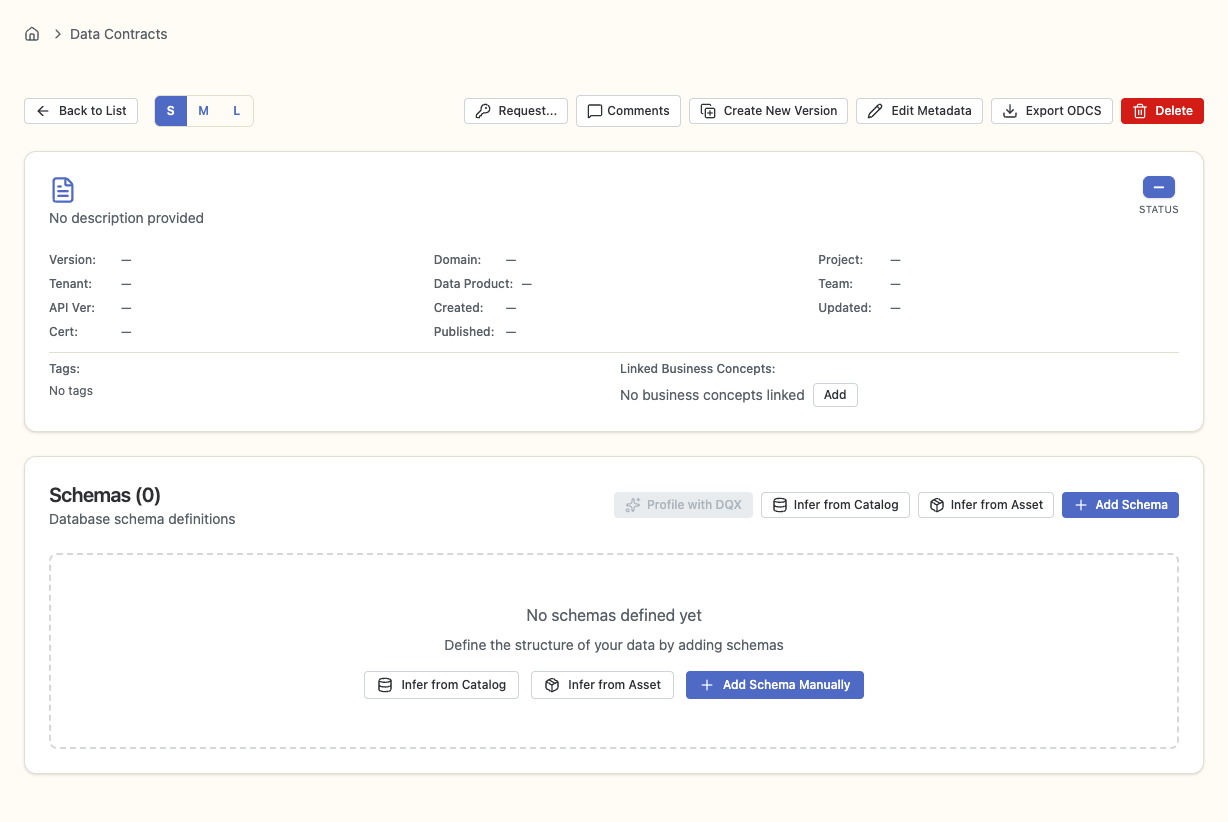 Data Contracts
Back to List
S M L
Request... Comments Create New Version Edit Metadata Export ODCS Delete
No description provided
—
STATUS
Version: — Domain: — Project: —
Tenant: — Data Product: — Team: —
API Ver: — Created: — Updated: —
Cert: — Published: —
Tags:
No tags
Linked Business Concepts:
No business concepts linked Add
Schemas (0)
Database schema definitions
Profile with DQX Infer from Catalog Infer from Asset Add Schema
No schemas defined yet
Define the structure of your data by adding schemas
Infer from Catalog Infer from Asset Add Schema Manually